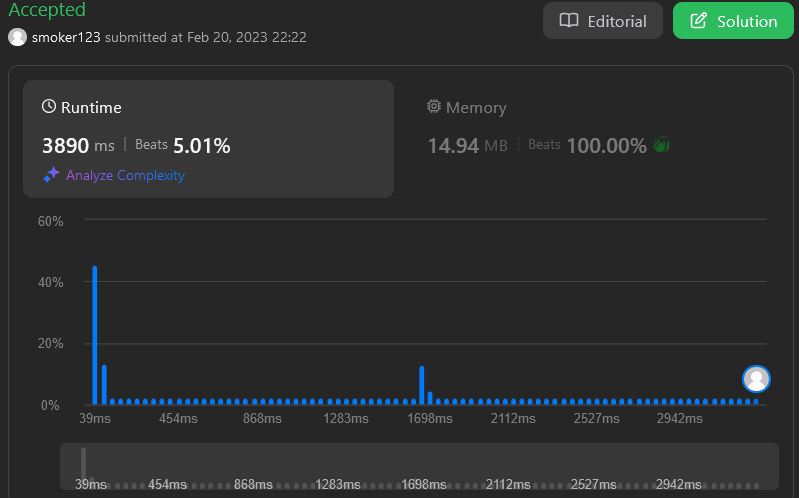 Accepted
smoker123 submitted at Feb 20, 2023 22:22
Editorial
Solution
Runtime
3890 ms | Beats 5.01%
Analyze Complexity
Memory
14.94 MB | Beats 100.00%
60%
40%
20%
0%
39ms 454ms 868ms 1283ms 1698ms 2112ms 2527ms 2942ms
39ms 454ms 868ms 1283ms 1698ms 2112ms 2527ms 2942ms